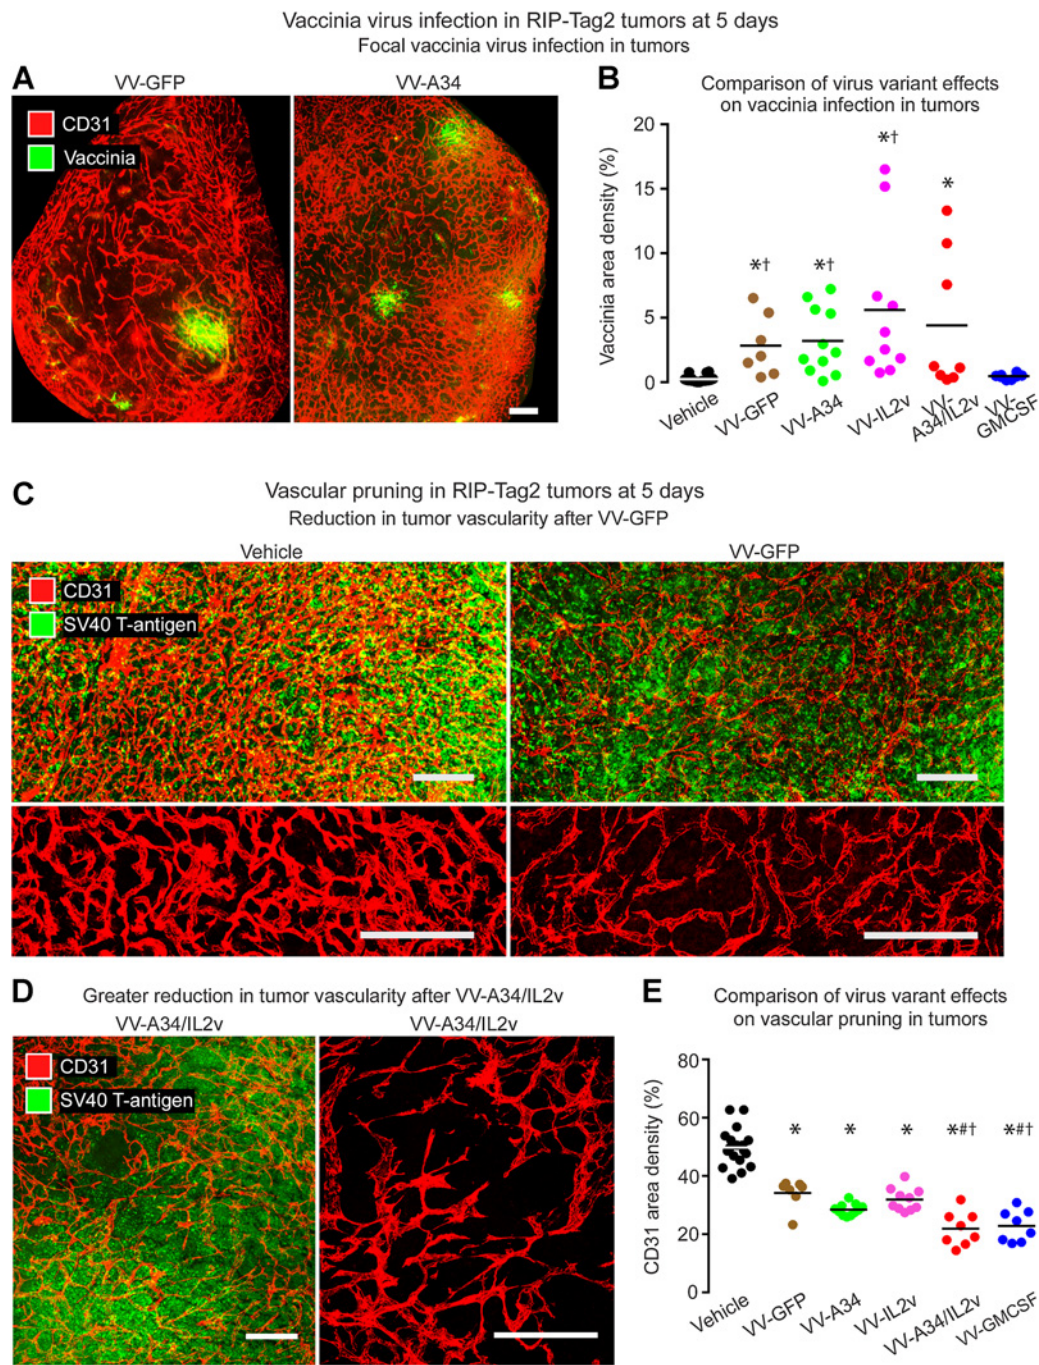 Vaccinia virus infection in RIP-Tag2 tumors at 5 days
Focal vaccinia virus infection in tumors
A
VV-GFP
VV-A34
CD31
Vaccinia
B
Comparison of virus variant effects
on vaccinia infection in tumors
Vaccinia area density (%)
20
15
10
5
0
*†
*†
*†
*
Vehicle
VV-GFP
VV-A34
VV-IL2v
VV-
A34/IL2v
VV-
GMCSF
C
Vascular pruning in RIP-Tag2 tumors at 5 days
Reduction in tumor vascularity after VV-GFP
Vehicle
VV-GFP
CD31
SV40 T-antigen
D
Greater reduction in tumor vascularity after VV-A34/IL2v
VV-A34/IL2v
VV-A34/IL2v
CD31
SV40 T-antigen
E
Comparison of virus varant effects
on vascular pruning in tumors
CD31 area density (%)
80
60
40
20
0
*
*
*
*#†
*#†
Vehicle
VV-GFP
VV-A34
VV-IL2v
VV-A34/IL2v
VV-GMCSF